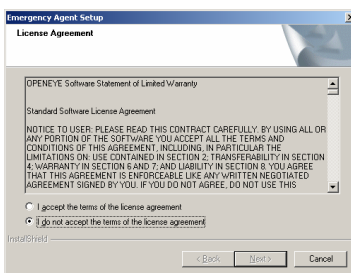 Emergency Agent Setup
License Agreement
OPENEYE Software Statement of Limited Warranty
Standard Software License Agreement
NOTICE TO USER: PLEASE READ THIS CONTRACT CAREFULLY. BY USING ALL OR
ANY PORTION OF THE SOFTWARE YOU ACCEPT ALL THE TERMS AND
CONDITIONS OF THIS AGREEMENT, INCLUDING, IN PARTICULAR THE
LIMITATIONS ON: USE CONTAINED IN SECTION 2; TRANSFERABILITY IN SECTION
4; WARRANTY IN SECTION 6 AND 7; AND LIABILITY IN SECTION 8. YOU AGREE
THAT THIS AGREEMENT IS ENFORCEABLE LIKE ANY WRITTEN NEGOTIATED
AGREEMENT SIGNED BY YOU. IF YOU DO NOT AGREE, DO NOT USE THIS
I accept the terms of the license agreement
I do not accept the terms of the license agreement
InstallShield
< Back
Next >
Cancel